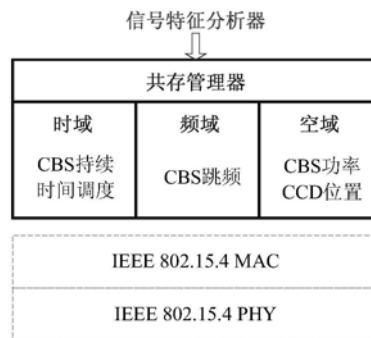 信号特征分析器
共存管理器
时域 频域 空域
CBS持续 CBS跳频 CBS功率
时间调度 CCD位置
IEEE 802.15.4 MAC
IEEE 802.15.4 PHY